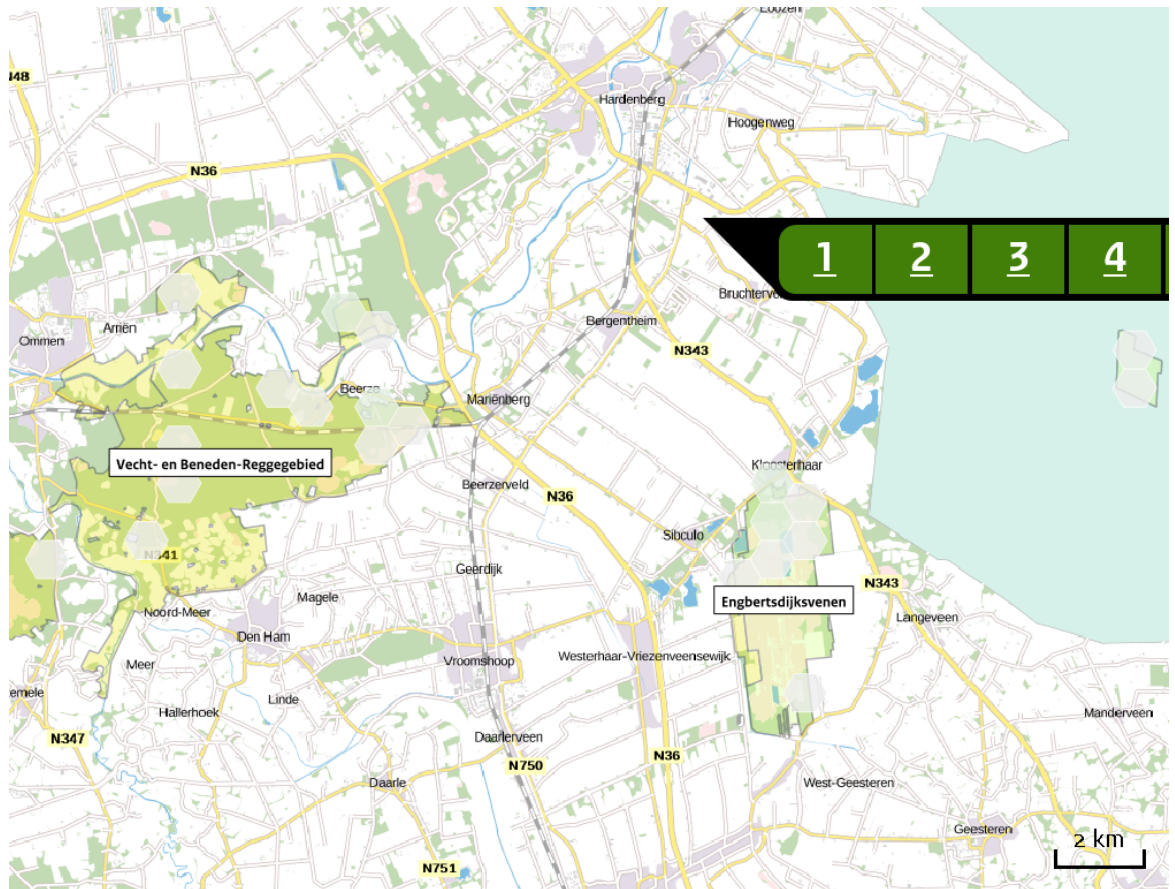 Loozen
N48
Hardenberg
Hoogenweg
N36
1 2 3 4
Bruchterve
Arriën
Bergentheim
Ommen
N343
Beerze
Mariënberg
Vecht- en Beneden-Reggegebied
Kloosterhaar
Beerzerveld
N36
Sibculo
N341
Geerdijk
N343
Magele
Engbertsdijksvenen
Noord-Meer
Langeveen
Den Ham
Meer
Vroomshoop
Westerhaar-Vriezenveensewijk
emele
Linde
Hallerhoek
Manderveen
N347
Daarlerveen
N36
N750
Daarle
West-Geesteren
Geesteren
2 km
N751